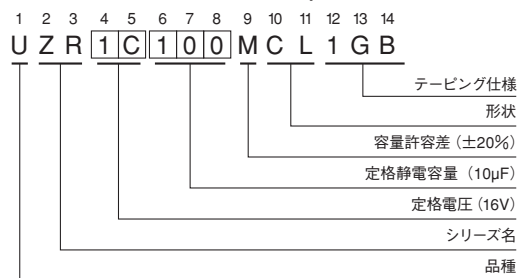 1 2 3 4 5 6 7 8 9 10 11 12 13 14
U Z R 1 C 1 0 0 M C L 1 G B
テーピング仕様
形状
容量許容差（±20%）
定格静電容量（10µF）
定格電圧（16V）
シリーズ名
品種